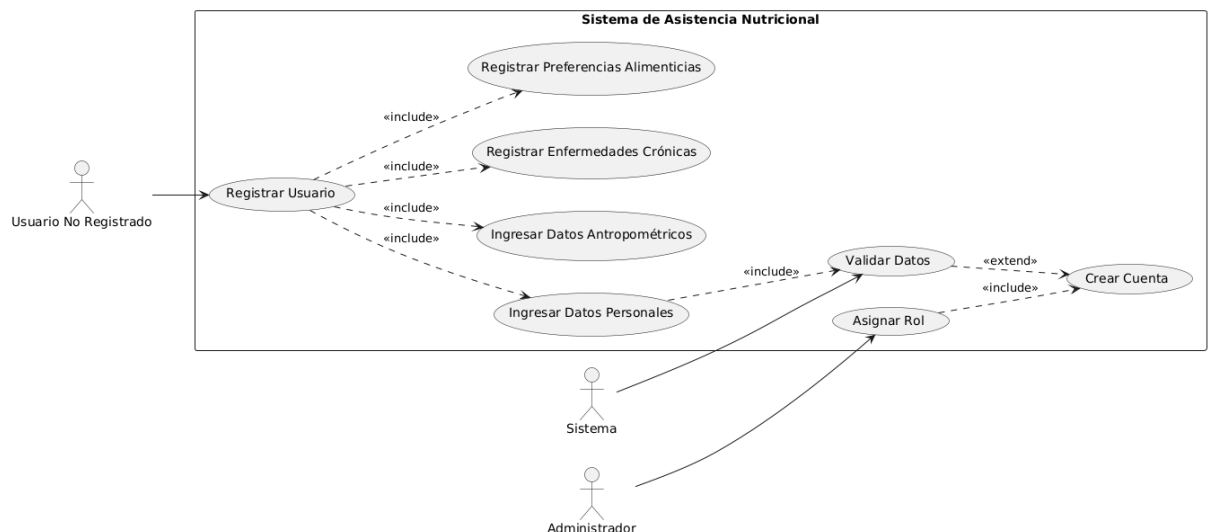 Sistema de Asistencia Nutricional
Registrar Preferencias Alimenticias
«include»
Registrar Enfermedades Crónicas
«include»
Registrar Usuario
Usuario No Registrado
«include»
Ingresar Datos Antropométricos
«include»
Validar Datos
«extend»
«include»
Crear Cuenta
«include»
Ingresar Datos Personales
Asignar Rol
Sistema
Administrador